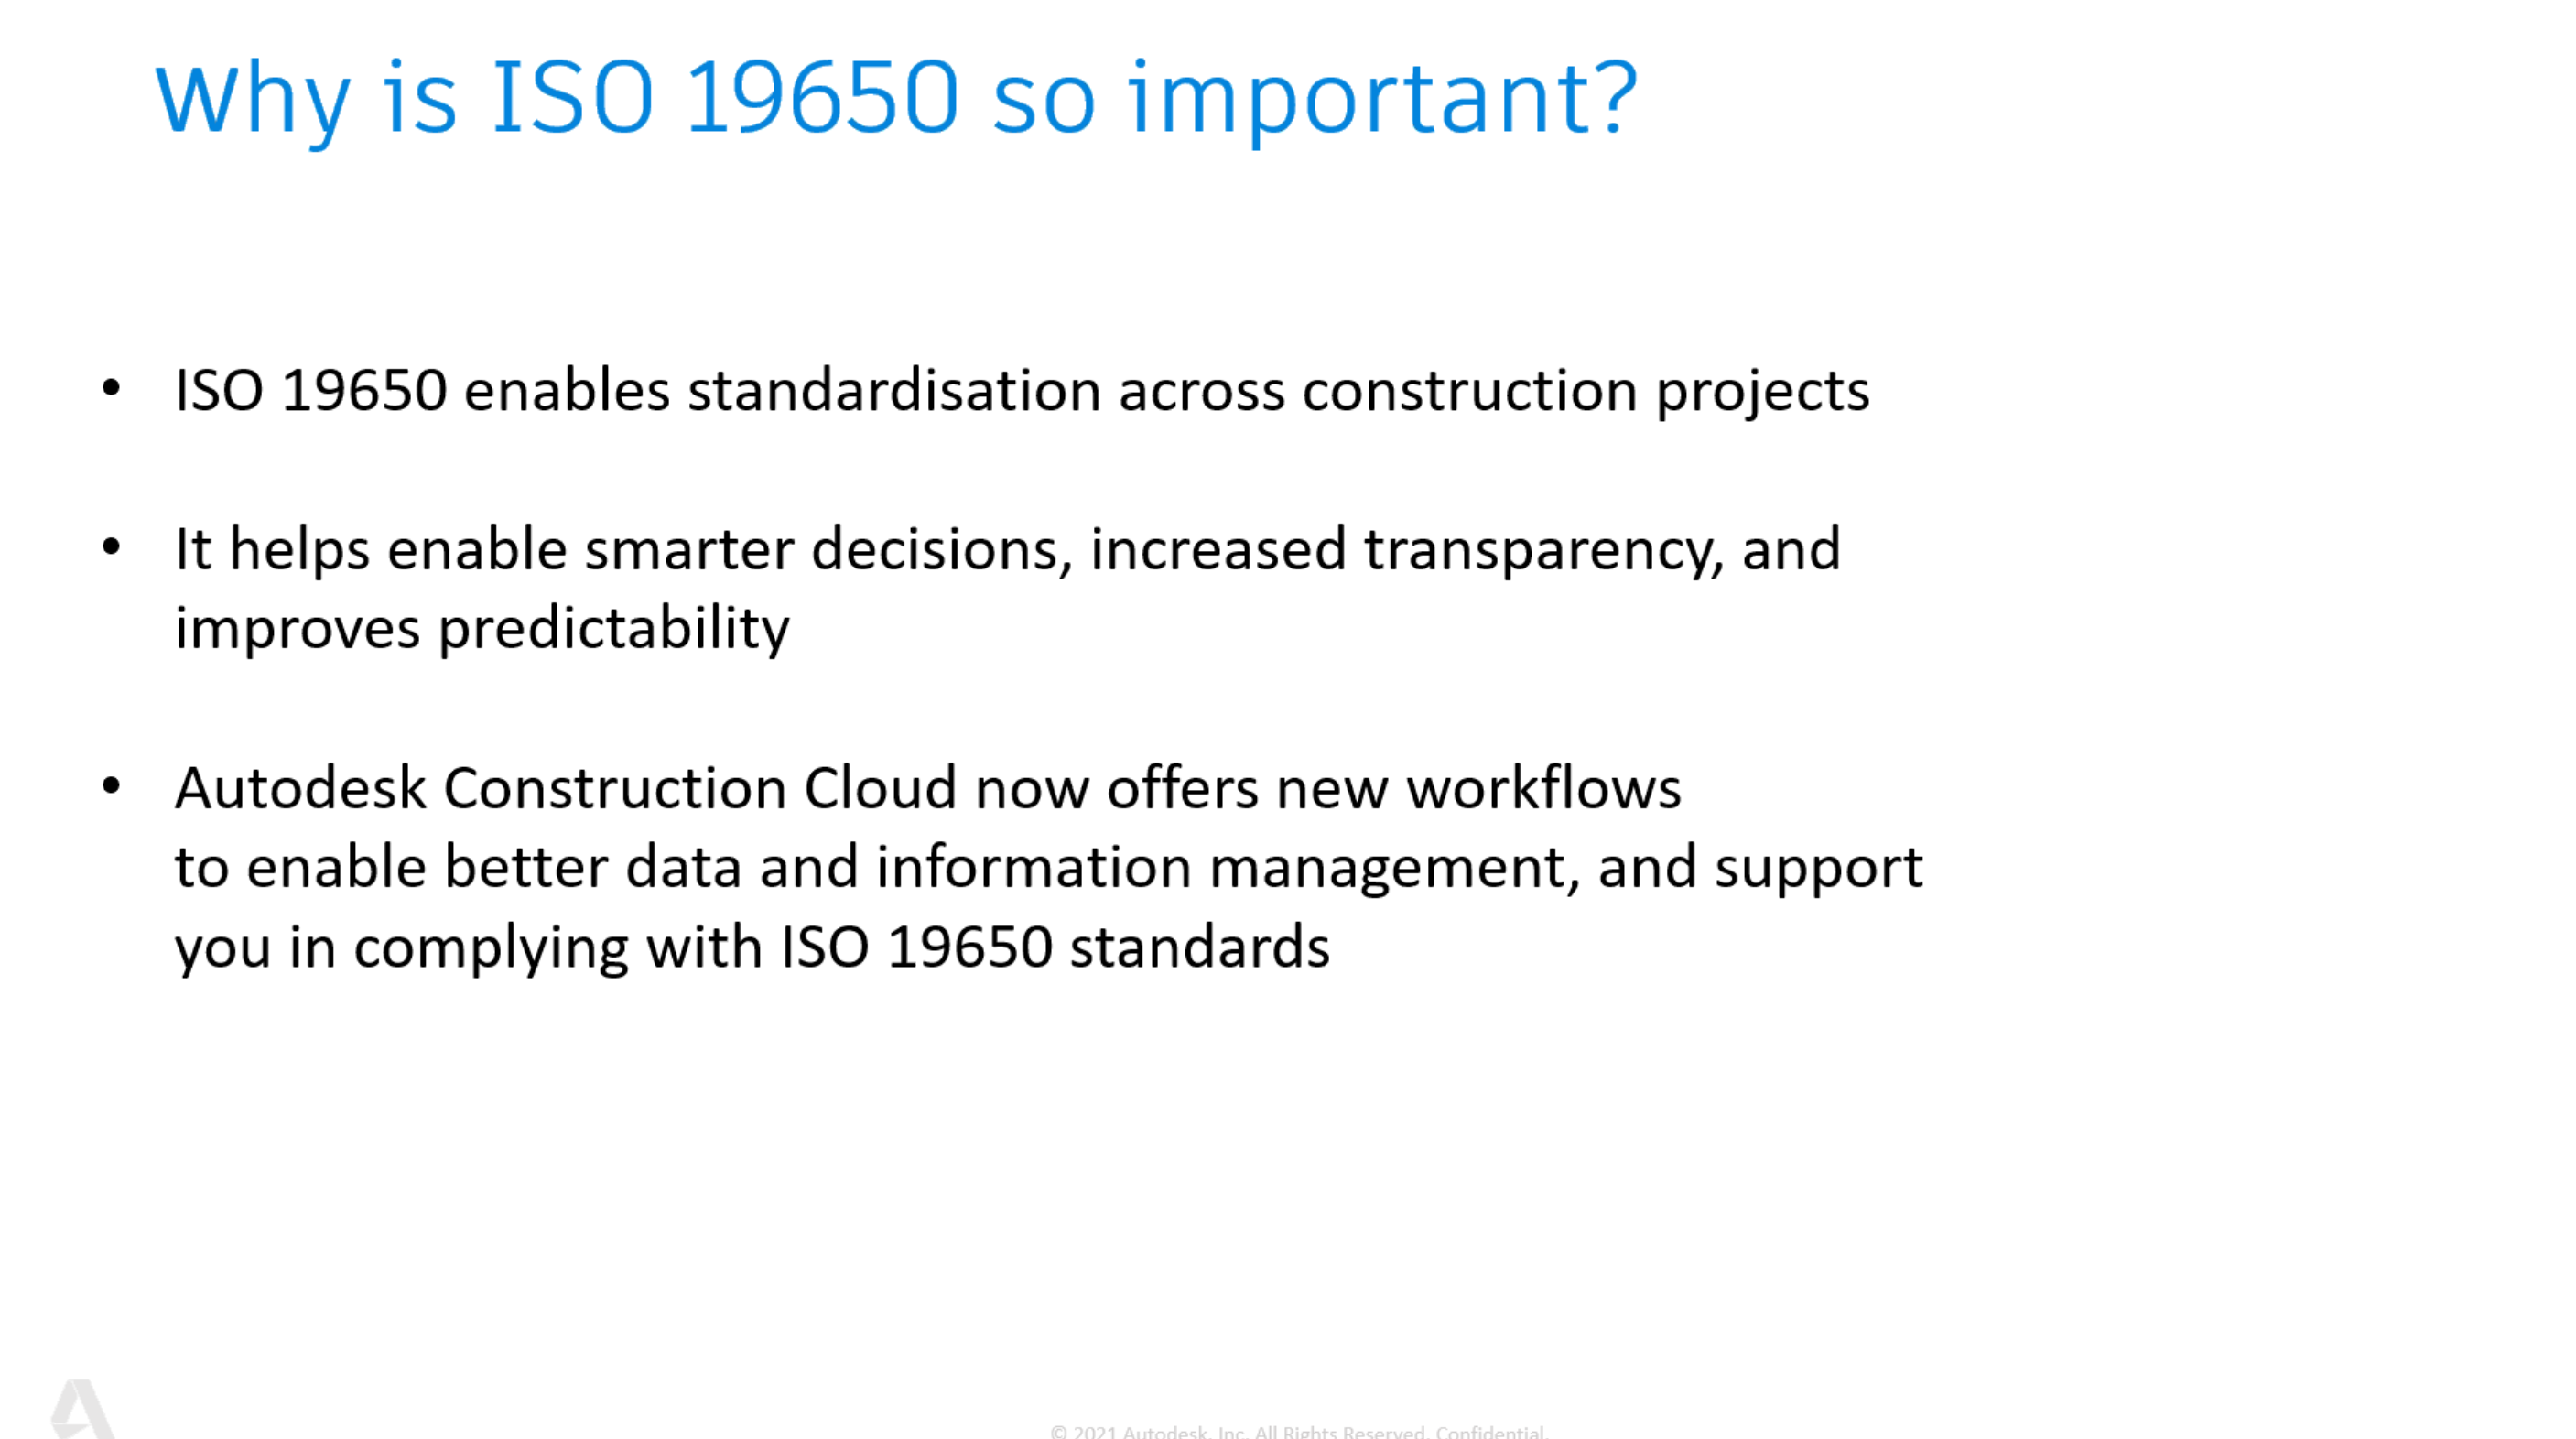 Why is ISO 19650 so important?
• ISO 19650 enables standardisation across construction projects
• It helps enable smarter decisions, increased transparency, and
improves predictability
• Autodesk Construction Cloud now offers new workflows
to enable better data and information management, and support
you in complying with ISO 19650 standards
© 2021 Autodesk, Inc. All Rights Reserved. Confidential.